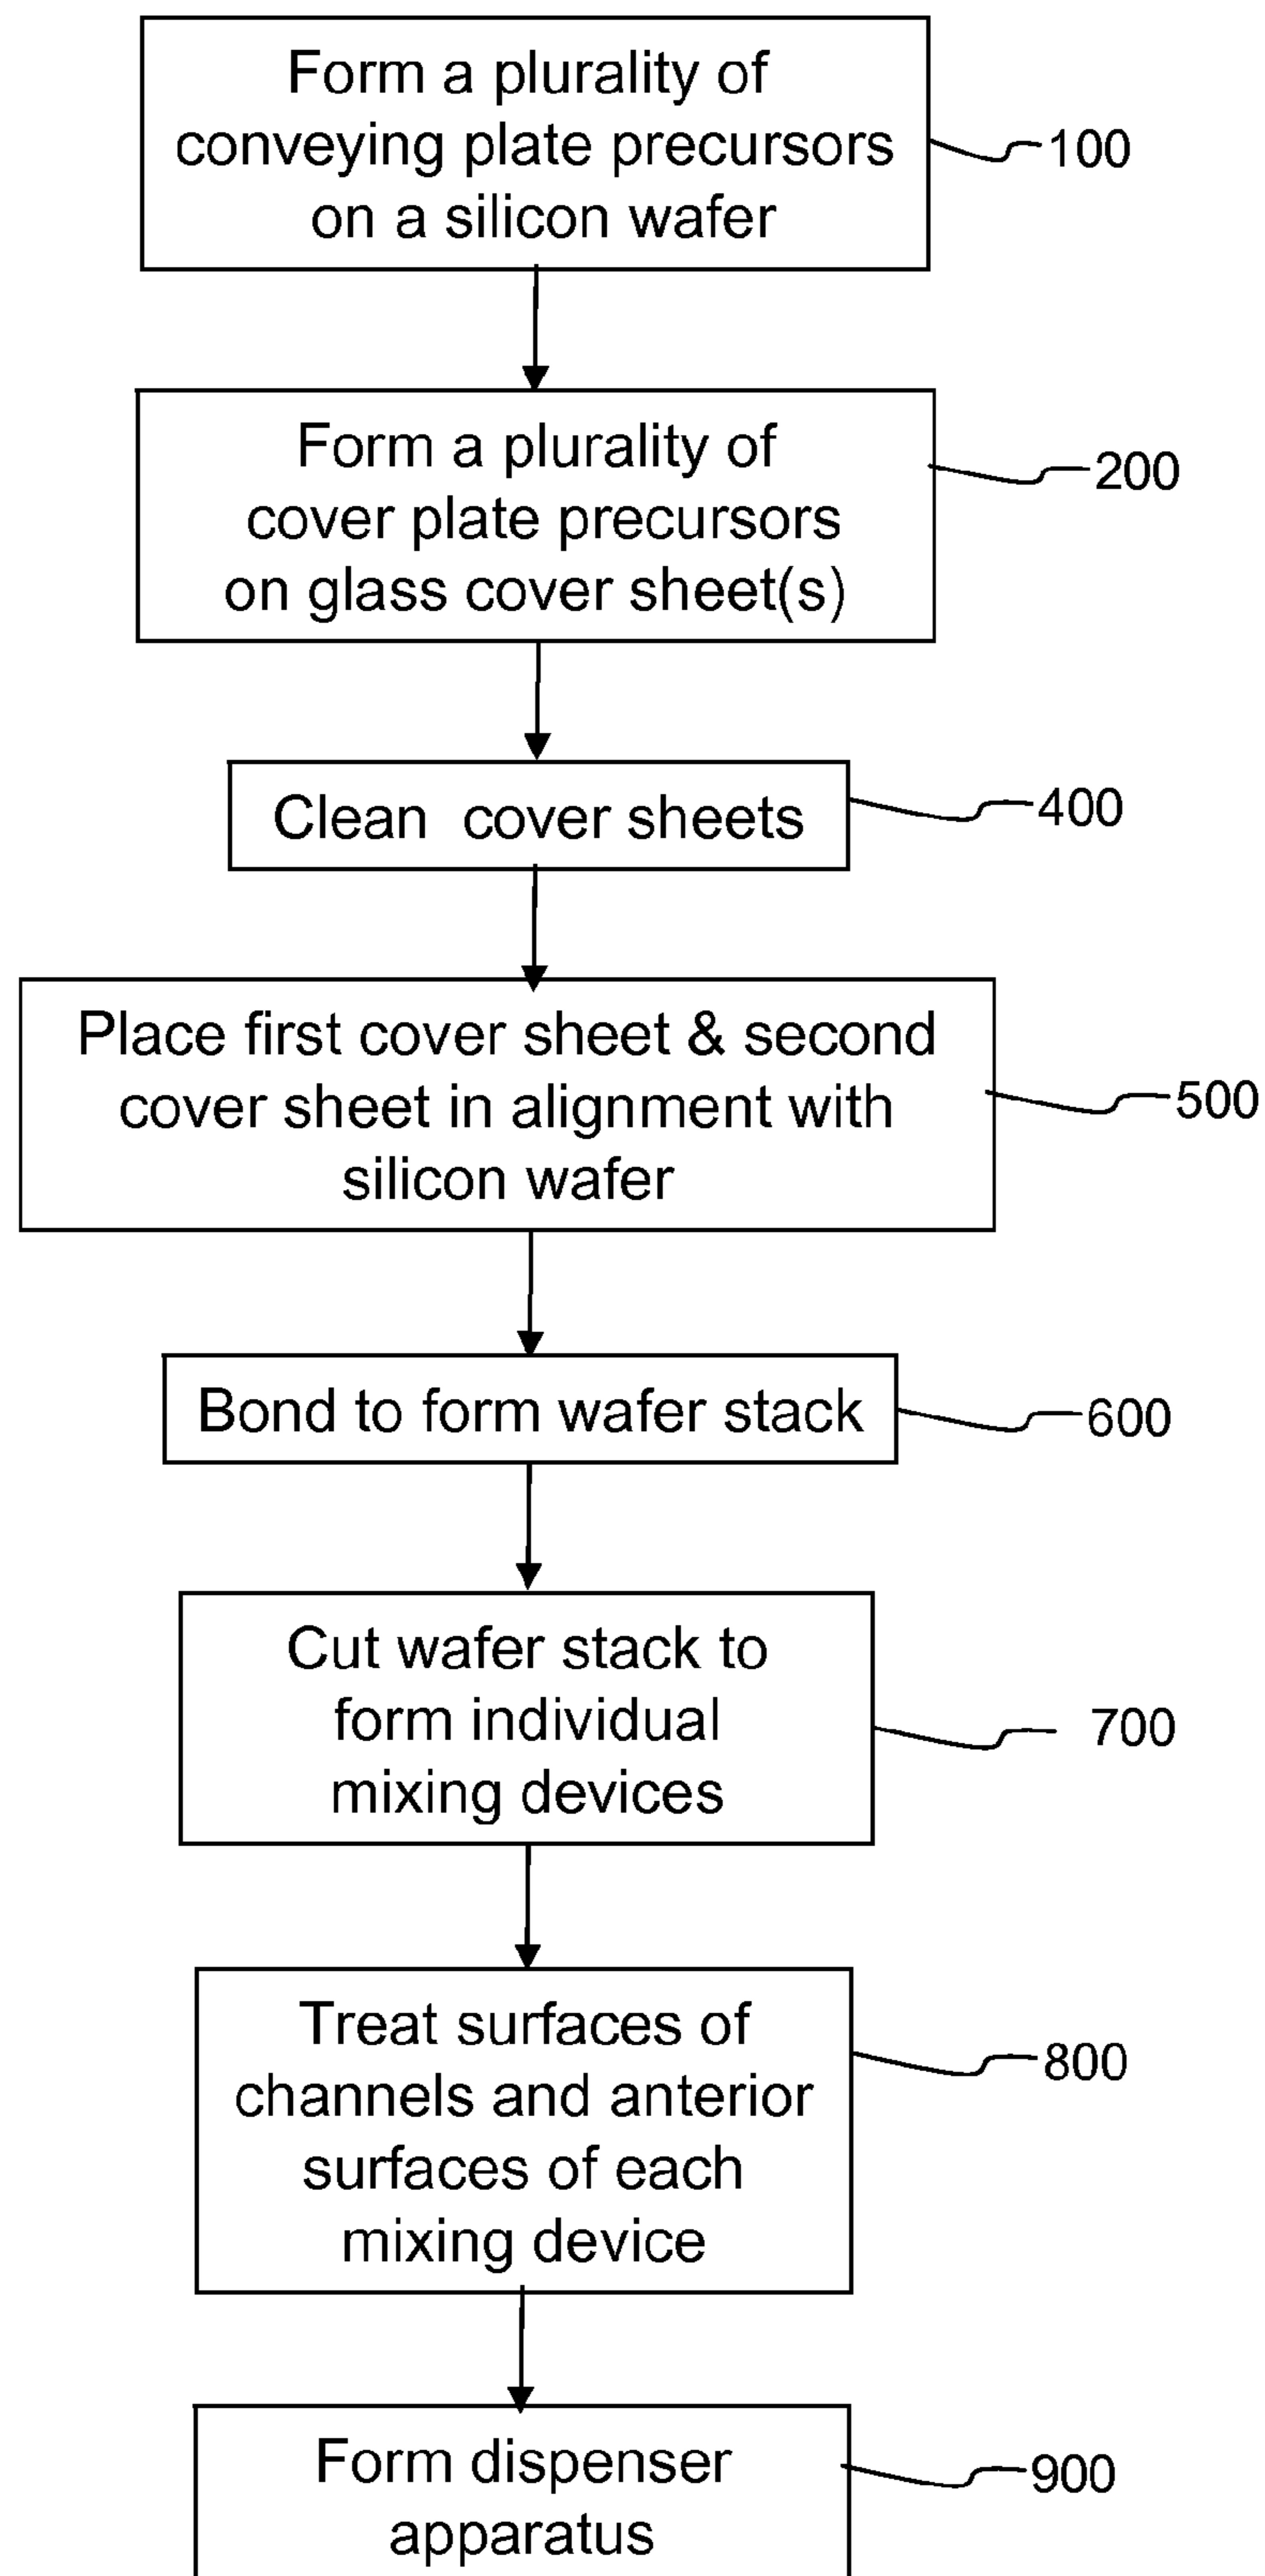 Form a plurality of
conveying plate precursors
on a silicon wafer
100
Form a plurality of
cover plate precursors
on glass cover sheet(s)
200
Clean cover sheets
400
Place first cover sheet & second
cover sheet in alignment with
silicon wafer
500
Bond to form wafer stack
600
Cut wafer stack to
form individual
mixing devices
700
Treat surfaces of
channels and anterior
surfaces of each
mixing device
800
Form dispenser
apparatus
900